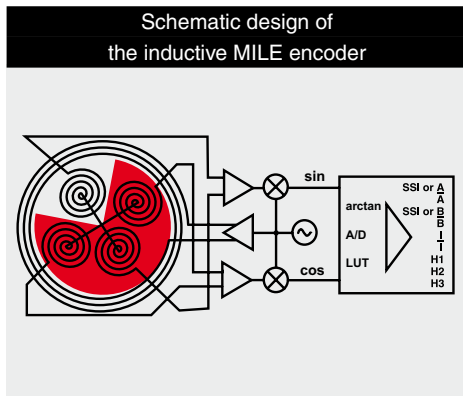 Schematic design of
the inductive MILE encoder
sin
cos
arctan
A/D
LUT
SSI or A
A̅
SSI or B
B̅
I
I̅
H1
H2
H3